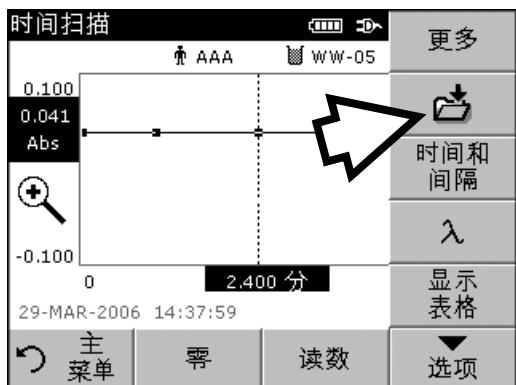 时间扫描
AAA
WW-05
0.100
0.041
Abs
-0.100
0
2.400 分
29-MAR-2006 14:37:59
主
菜单
零
读数
更多
时间和
间隔
λ
显示
表格
选项